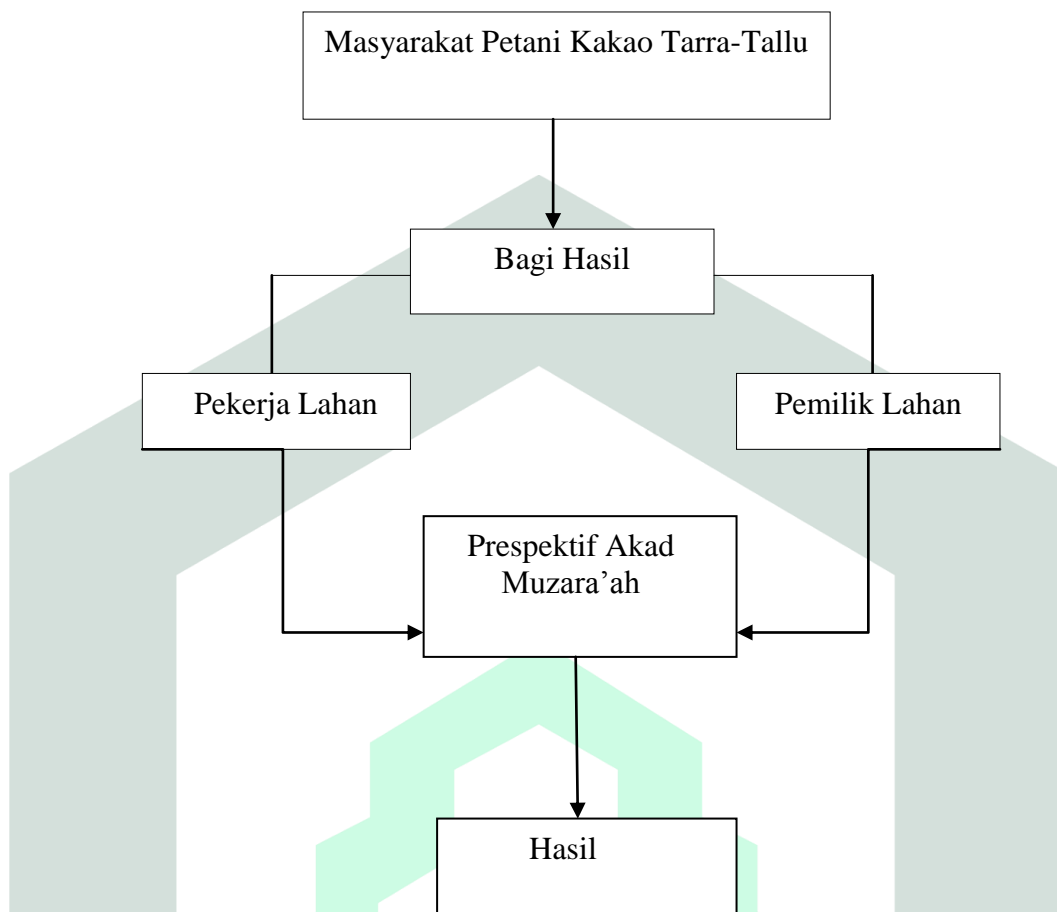 Masyarakat Petani Kakao Tarra-Tallu
Bagi Hasil
Pekerja Lahan
Pemilik Lahan
Prespektif Akad
Muzara’ah
Hasil